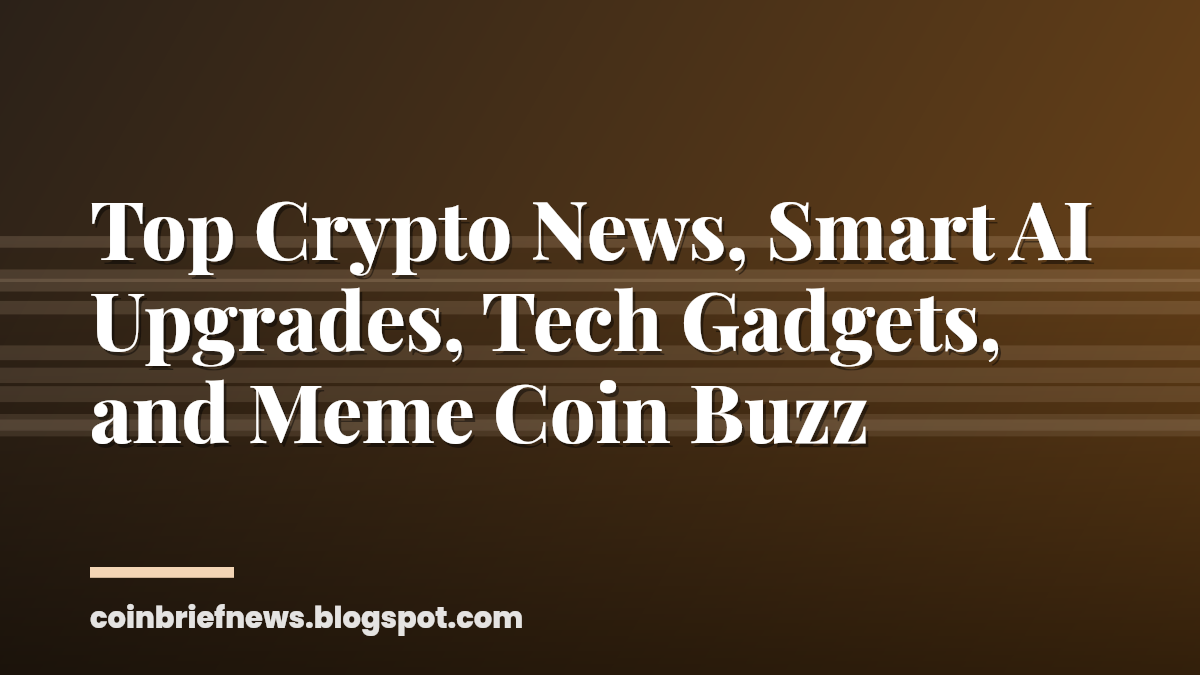 Top Crypto News, Smart AI
Upgrades, Tech Gadgets,
and Meme Coin Buzz
coinbriefnews.blogspot.com